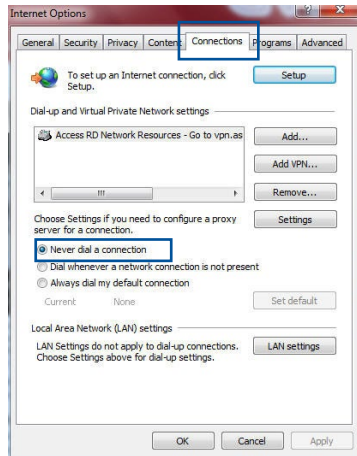 Internet Options
General Security Privacy Content Connections Programs Advanced
To set up an Internet connection, click Setup.
Setup
Dial-up and Virtual Private Network settings
Access RD Network Resources - Go to vpn.as
Add...
Add VPN...
Remove...
Choose Settings if you need to configure a proxy
server for a connection.
Settings
Never dial a connection
Dial whenever a network connection is not present
Always dial my default connection
Current None
Set default
Local Area Network (LAN) settings
LAN Settings do not apply to dial-up connections.
Choose Settings above for dial-up settings.
LAN settings
OK Cancel Apply